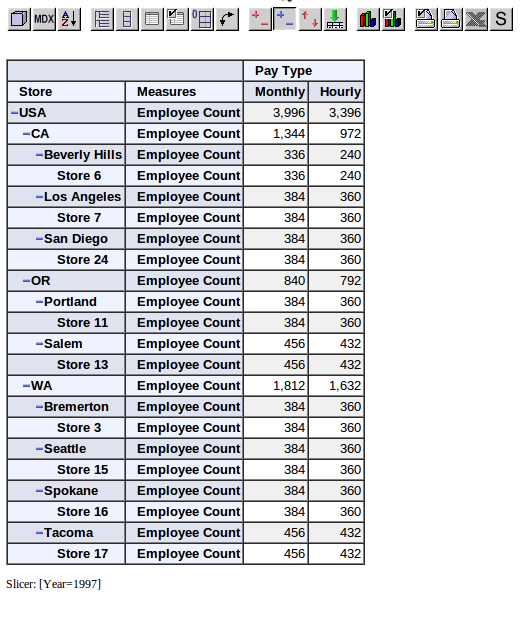 MDX A Z S
Pay Type
Store Measures Monthly Hourly
USA Employee Count 3,996 3,396
CA Employee Count 1,344 972
Beverly Hills Employee Count 336 240
Store 6 Employee Count 336 240
Los Angeles Employee Count 384 360
Store 7 Employee Count 384 360
San Diego Employee Count 384 360
Store 24 Employee Count 384 360
OR Employee Count 840 792
Portland Employee Count 384 360
Store 11 Employee Count 384 360
Salem Employee Count 456 432
Store 13 Employee Count 456 432
WA Employee Count 1,812 1,632
Bremerton Employee Count 384 360
Store 3 Employee Count 384 360
Seattle Employee Count 384 360
Store 15 Employee Count 384 360
Spokane Employee Count 384 360
Store 16 Employee Count 384 360
Tacoma Employee Count 456 432
Store 17 Employee Count 456 432
Slicer: [Year=1997]